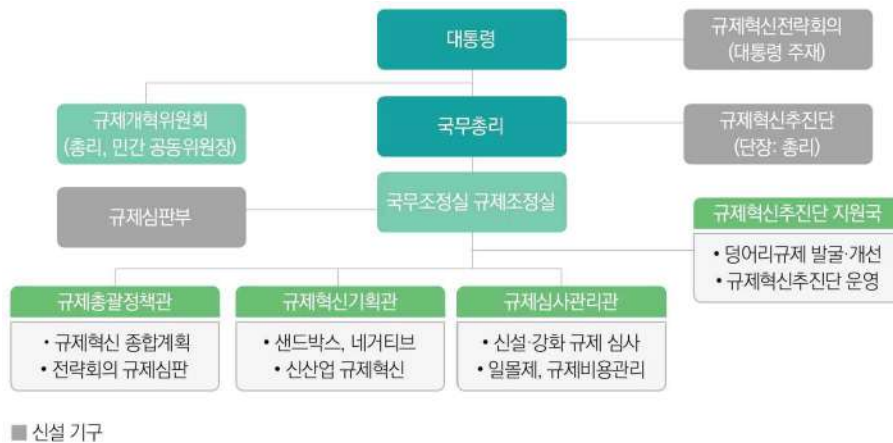 대통령
규제혁신전략회의
(대통령 주재)
규제개혁위원회
(총리, 민간 공동위원장)
국무총리
규제혁신추진단
(단장: 총리)
규제심판부
국무조정실 규제조정실
규제혁신추진단 지원국
• 덩어리규제 발굴·개선
• 규제혁신추진단 운영
규제총괄정책관
• 규제혁신 종합계획
• 전략회의 규제심판
규제혁신기획관
• 샌드박스, 네거티브
• 신산업 규제혁신
규제심사관리관
• 신설·강화 규제 심사
• 일몰제, 규제비용관리
신설 기구